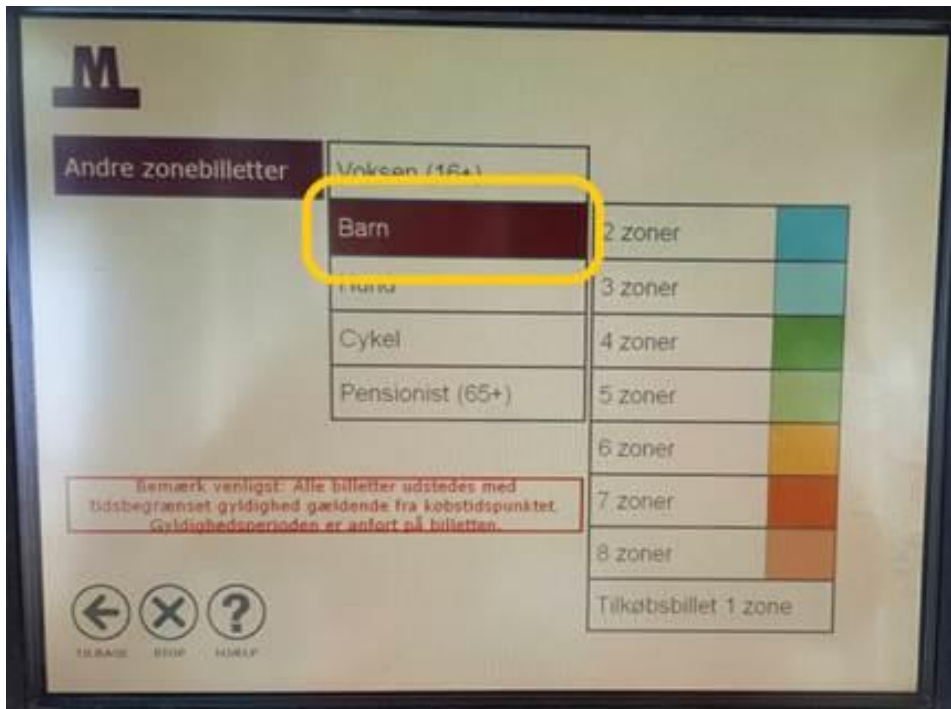 M
Andre zonebilletter
Voksen (16+)
Barn
Hund
Cykel
Pensionist (65+)
2 zoner
3 zoner
4 zoner
5 zoner
6 zoner
7 zoner
8 zoner
Tilkøbsbillet 1 zone
Bemærk venligst: Alle billetter udstedes med
tidsbegrænset gyldighed gældende fra købstidspunktet.
Gyldighedsperioden er anført på billetten.
TILBAGE STOP HJÆLP